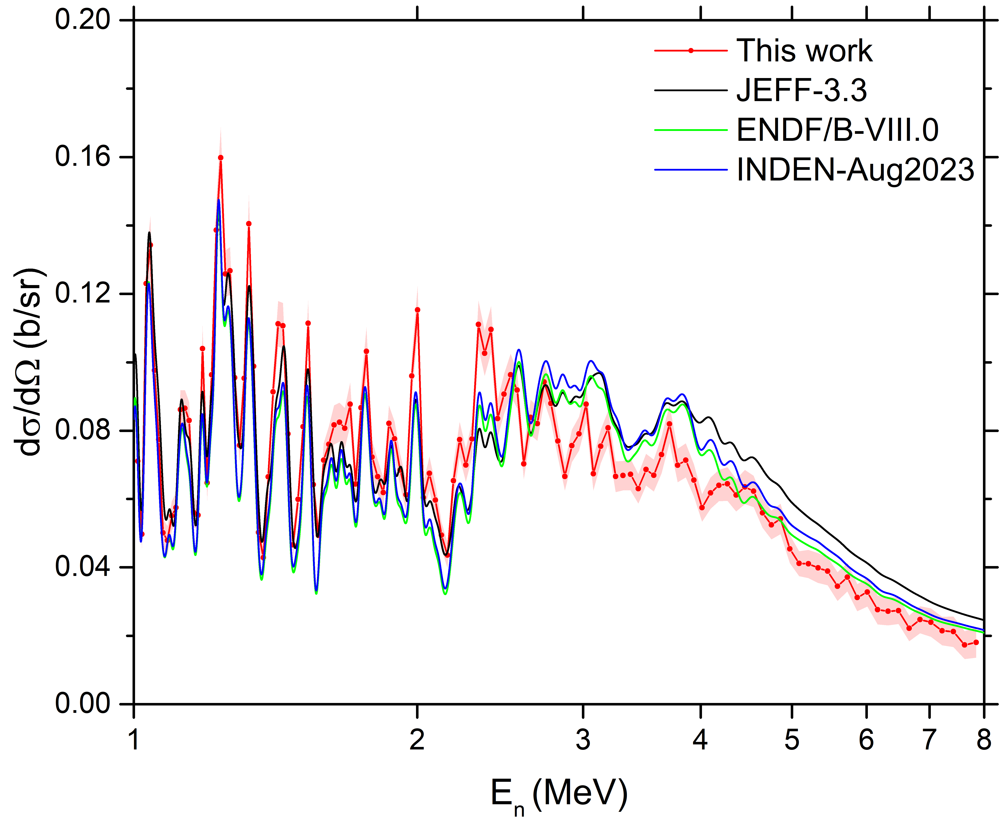 0.20
0.16
0.12
0.08
0.04
0.00
dσ/dΩ (b/sr)
This work
JEFF-3.3
ENDF/B-VIII.0
INDEN-Aug2023
1 2 3 4 5 6 7 8
En (MeV)